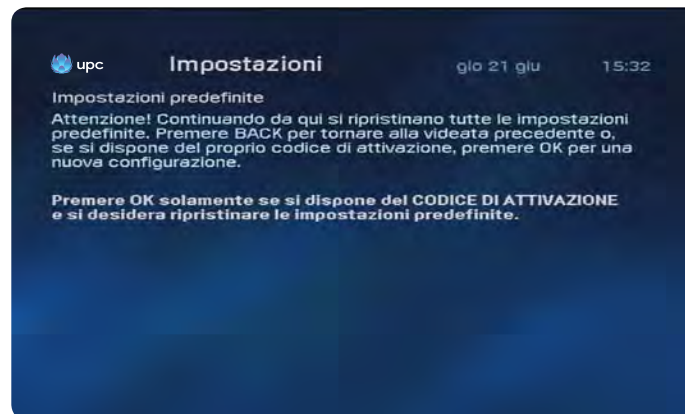 upc Impostazioni gio 21 giu 15:32
Impostazioni predefinite
Attenzione! Continuando da qui si ripristinano tutte le impostazioni
predefinite. Premere BACK per tornare alla videata precedente o,
se si dispone del proprio codice di attivazione, premere OK per una
nuova configurazione.
Premere OK solamente se si dispone del CODICE DI ATTIVAZIONE
e si desidera ripristinare le impostazioni predefinite.